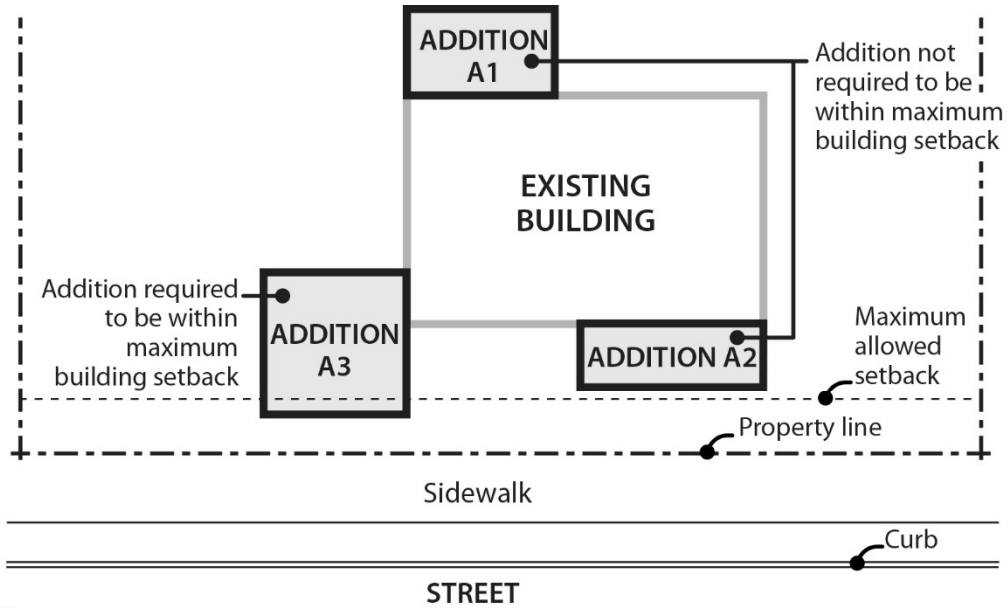 ADDITION
A1
Addition not
required to be
within maximum
building setback
EXISTING
BUILDING
Addition required
to be within
maximum
building setback
ADDITION
A3
ADDITION A2
Maximum
allowed
setback
Property line
Sidewalk
Curb
STREET